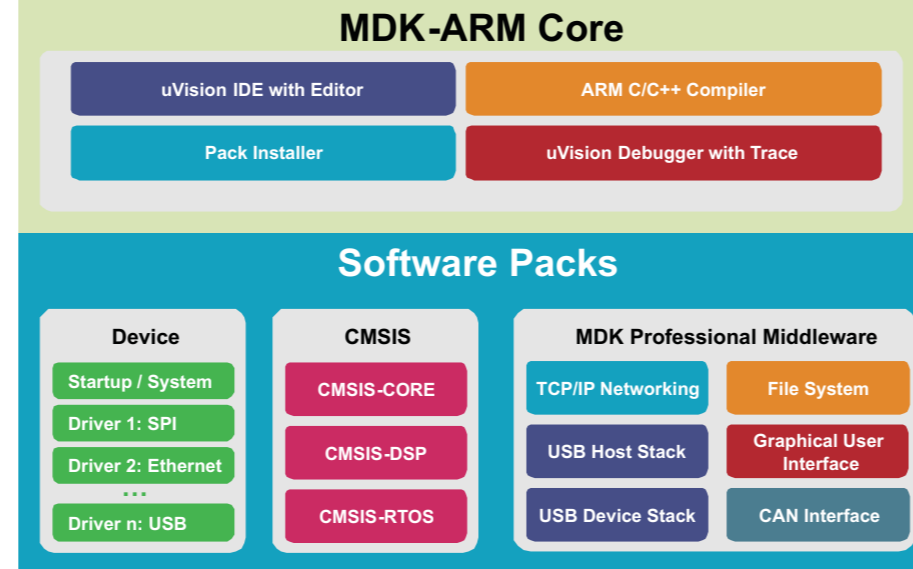 MDK-ARM Core
uVision IDE with Editor
ARM C/C++ Compiler
Pack Installer
uVision Debugger with Trace
Software Packs
Device
Startup / System
Driver 1: SPI
Driver 2: Ethernet
...
Driver n: USB
CMSIS
CMSIS-CORE
CMSIS-DSP
CMSIS-RTOS
MDK Professional Middleware
TCP/IP Networking
File System
USB Host Stack
Graphical User
Interface
USB Device Stack
CAN Interface